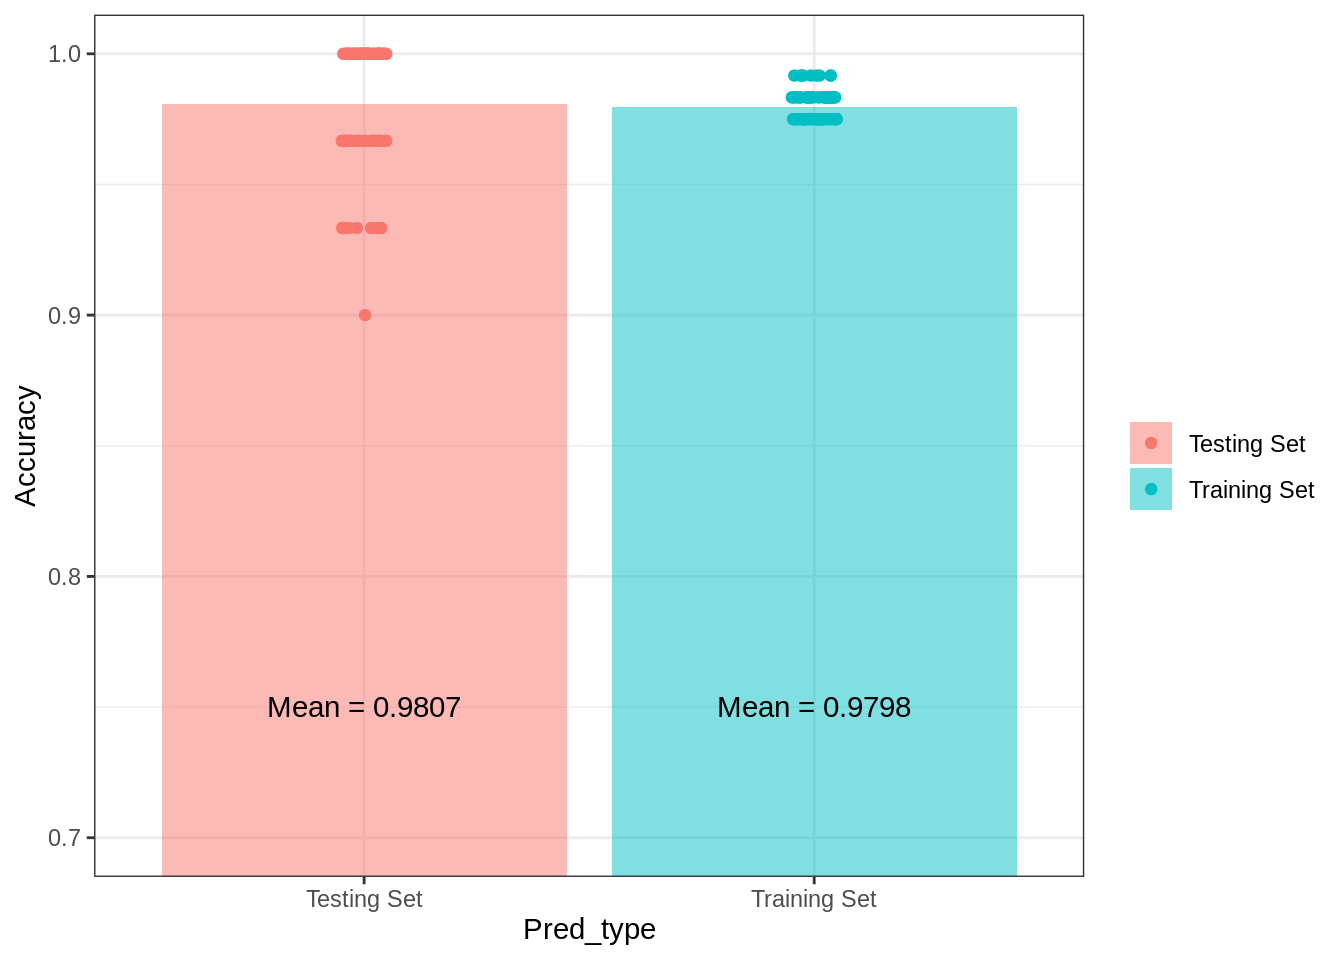 1.0
0.9
0.8
0.7
Accuracy
Mean = 0.9807
Mean = 0.9798
Testing Set
Training Set
Pred_type
Testing Set
Training Set